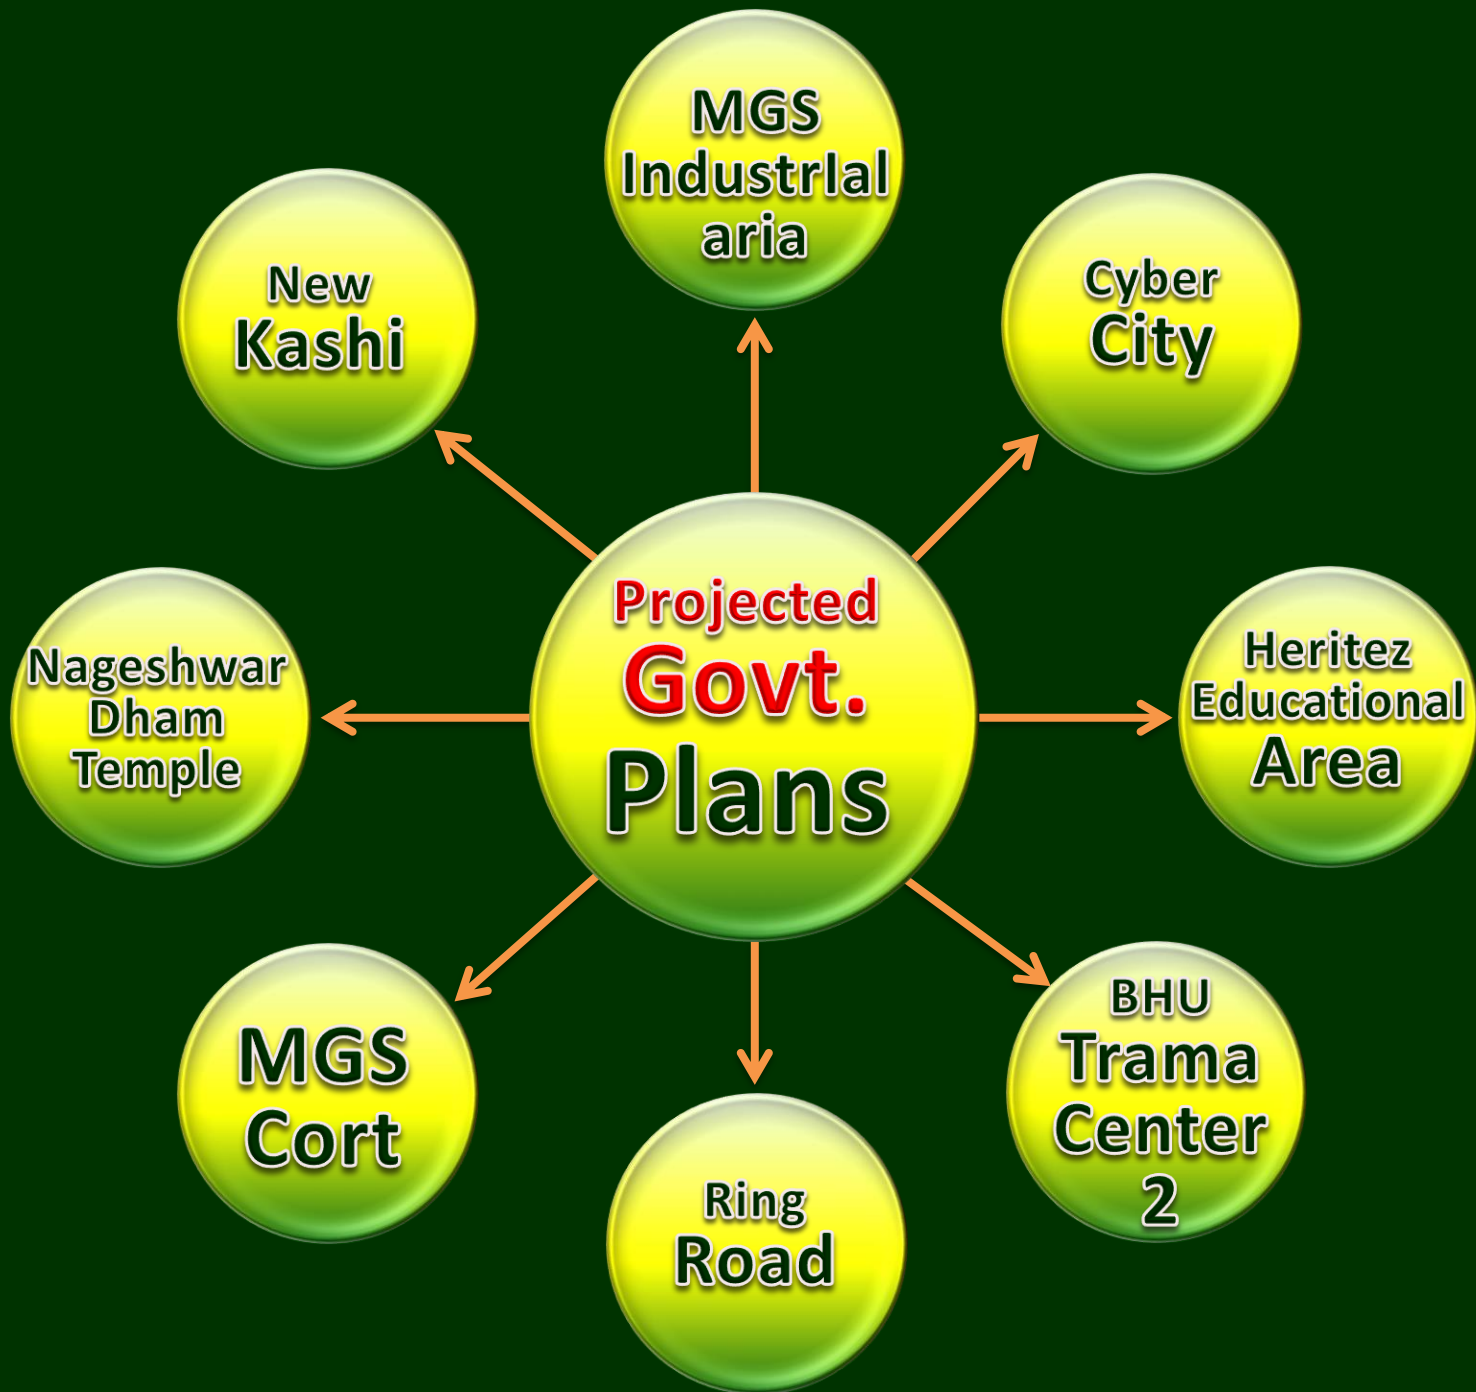 MGS
IndustrIal
aria
New
Kashi
Cyber
City
Projected
Govt.
Plans
Nageshwar
Dham
Temple
Heritez
Educational
Area
MGS
Cort
BHU
Trama
Center
2
Ring
Road